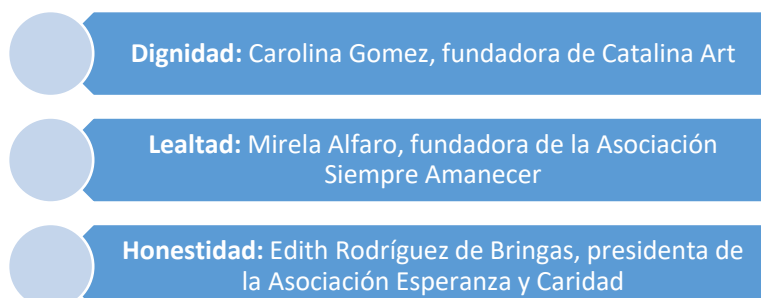 Dignidad: Carolina Gomez, fundadora de Catalina Art
Lealtad: Mirela Alfaro, fundadora de la Asociación
Siempre Amanecer
Honestidad: Edith Rodríguez de Bringas, presidenta de
la Asociación Esperanza y Caridad